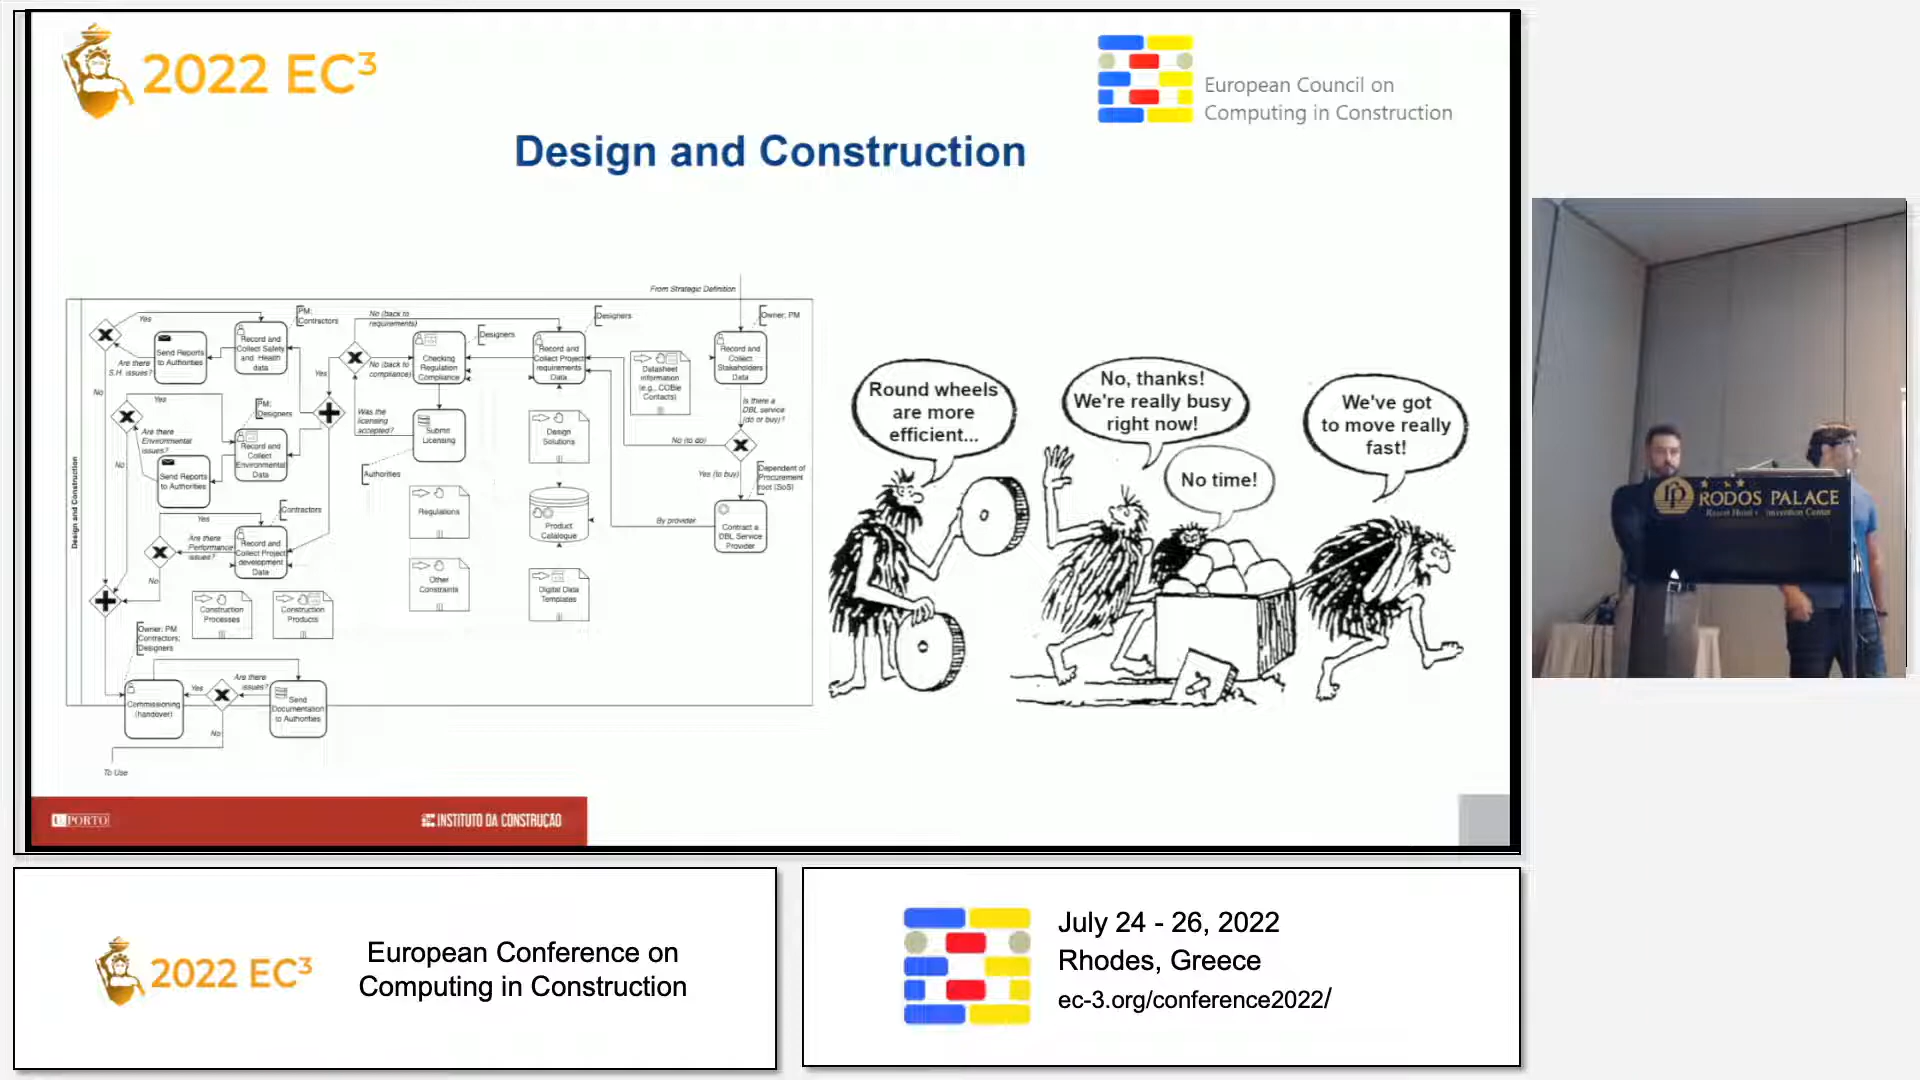 2022 EC³
European Council on
Computing in Construction
Design and Construction
From Strategic Definition
Design and Construction
Yes
PM;
Contractors
Send Reports
to Authorities
Record and
Collect Safety
and Health
data
Are there
S.H. issues?
No
No (back to
requirements)
No (back to
compliance)
Yes
Designers
Checking
Regulation
Compliance
Designers
Record and
Collect Project
requirements
Data
Datasheet
Information
(e.g., COBie
Contacts)
Owner; PM
Record and
Collect
Stakeholders
Data
Is there a
DBL service
(do or buy)?
No (to do)
Yes (to buy)
Dependent of
Procurement
root (SoS)
By provider
Contract a
DBL Service
Provider
Yes
PM;
Designers
Are there
Environmental
issues?
Record and
Collect
Environmental
Data
No
Send Reports
to Authorities
Was the
licensing
accepted?
Submit
Licensing
Authorities
Design
Solutions
Regulations
Product
Catalogue
Other
Constraints
Digital Data
Templates
Yes
Contractors
Are there
Performance
issues?
Record and
Collect Project
development
Data
No
Construction
Processes
Construction
Products
Owner; PM
Contractors;
Designers
Commissioning
(handover)
Yes
Are there
issues?
Send
Documentation
to Authorities
No
To Use
Round wheels
are more
efficient...
No, thanks!
We're really busy
right now!
No time!
We've got
to move really
fast!
U.PORTO
INSTITUTO DA CONSTRUÇÃO
RODOS PALACE
2022 EC³
European Conference on
Computing in Construction
July 24 - 26, 2022
Rhodes, Greece
ec-3.org/conference2022/